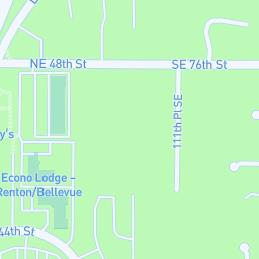 NE 48th St
SE 76th St
111th Pl SE
y's
Econo Lodge –
Renton/Bellevue
44th St